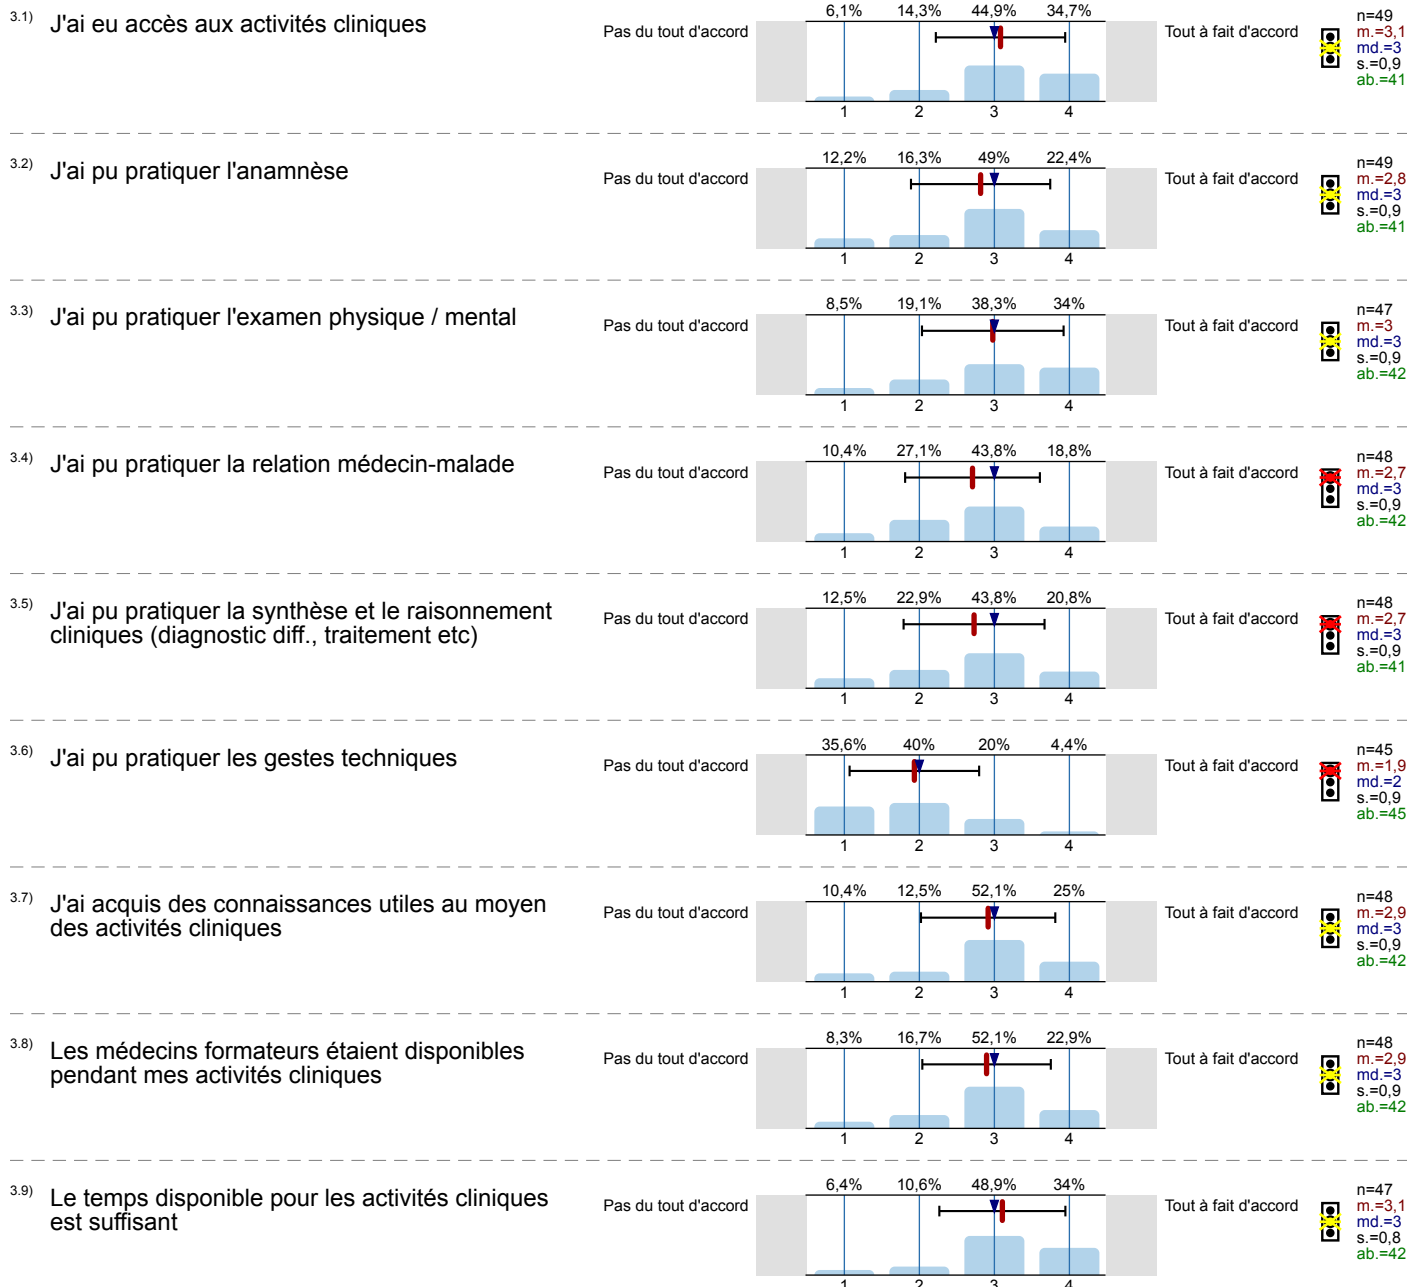 3.1) J'ai eu accès aux activités cliniques
Pas du tout d'accord
6,1% 14,3% 44,9% 34,7%
1 2 3 4
Tout à fait d'accord
n=49
m.=3,1
md.=3
s.=0,9
ab.=41
3.2) J'ai pu pratiquer l'anamnèse
Pas du tout d'accord
12,2% 16,3% 49% 22,4%
1 2 3 4
Tout à fait d'accord
n=49
m.=2,8
md.=3
s.=0,9
ab.=41
3.3) J'ai pu pratiquer l'examen physique / mental
Pas du tout d'accord
8,5% 19,1% 38,3% 34%
1 2 3 4
Tout à fait d'accord
n=47
m.=3
md.=3
s.=0,9
ab.=42
3.4) J'ai pu pratiquer la relation médecin-malade
Pas du tout d'accord
10,4% 27,1% 43,8% 18,8%
1 2 3 4
Tout à fait d'accord
n=48
m.=2,7
md.=3
s.=0,9
ab.=42
3.5) J'ai pu pratiquer la synthèse et le raisonnement
cliniques (diagnostic diff., traitement etc)
Pas du tout d'accord
12,5% 22,9% 43,8% 20,8%
1 2 3 4
Tout à fait d'accord
n=48
m.=2,7
md.=3
s.=0,9
ab.=41
3.6) J'ai pu pratiquer les gestes techniques
Pas du tout d'accord
35,6% 40% 20% 4,4%
1 2 3 4
Tout à fait d'accord
n=45
m.=1,9
md.=2
s.=0,9
ab.=45
3.7) J'ai acquis des connaissances utiles au moyen
des activités cliniques
Pas du tout d'accord
10,4% 12,5% 52,1% 25%
1 2 3 4
Tout à fait d'accord
n=48
m.=2,9
md.=3
s.=0,9
ab.=42
3.8) Les médecins formateurs étaient disponibles
pendant mes activités cliniques
Pas du tout d'accord
8,3% 16,7% 52,1% 22,9%
1 2 3 4
Tout à fait d'accord
n=48
m.=2,9
md.=3
s.=0,9
ab.=42
3.9) Le temps disponible pour les activités cliniques
est suffisant
Pas du tout d'accord
6,4% 10,6% 48,9% 34%
1 2 3 4
Tout à fait d'accord
n=47
m.=3,1
md.=3
s.=0,8
ab.=42